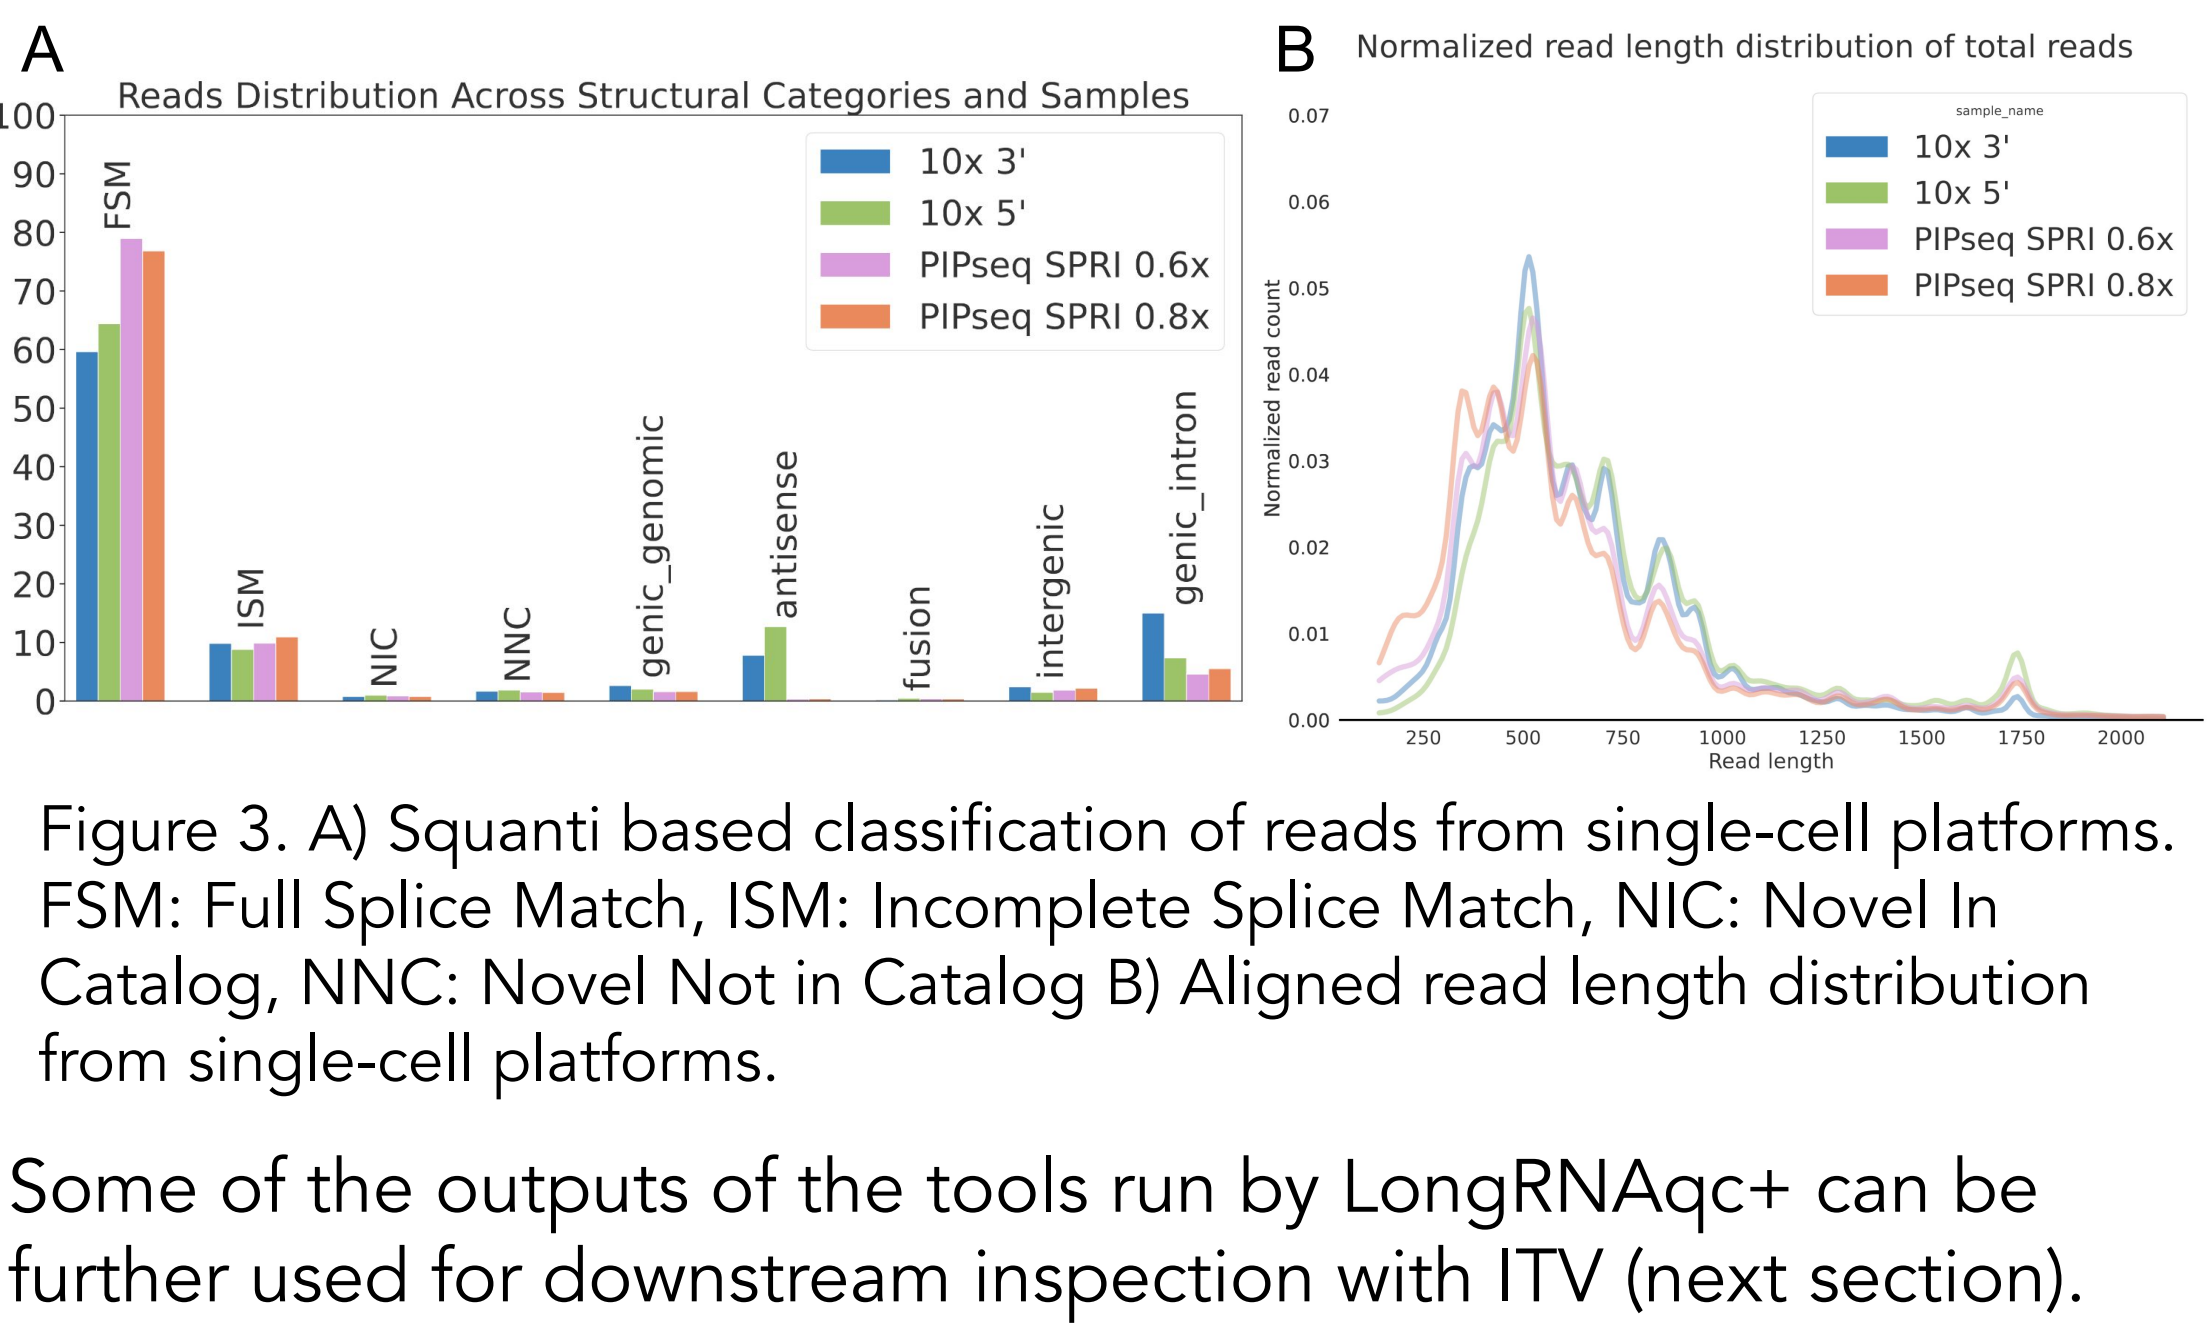 A
Reads Distribution Across Structural Categories and Samples
100
90
80
70
60
50
40
30
20
10
0
FSM
ISM
NIC
NNC
genic_genomic
antisense
fusion
intergenic
genic_intron
10x 3'
10x 5'
PIPseq SPRI 0.6x
PIPseq SPRI 0.8x
B
Normalized read length distribution of total reads
sample_name
10x 3'
10x 5'
PIPseq SPRI 0.6x
PIPseq SPRI 0.8x
Normalized read count
0.07
0.06
0.05
0.04
0.03
0.02
0.01
0.00
250 500 750 1000 1250 1500 1750 2000
Read length
Figure 3. A) Squanti based classification of reads from single-cell platforms.
FSM: Full Splice Match, ISM: Incomplete Splice Match, NIC: Novel In
Catalog, NNC: Novel Not in Catalog B) Aligned read length distribution
from single-cell platforms.
Some of the outputs of the tools run by LongRNAqc+ can be
further used for downstream inspection with ITV (next section).